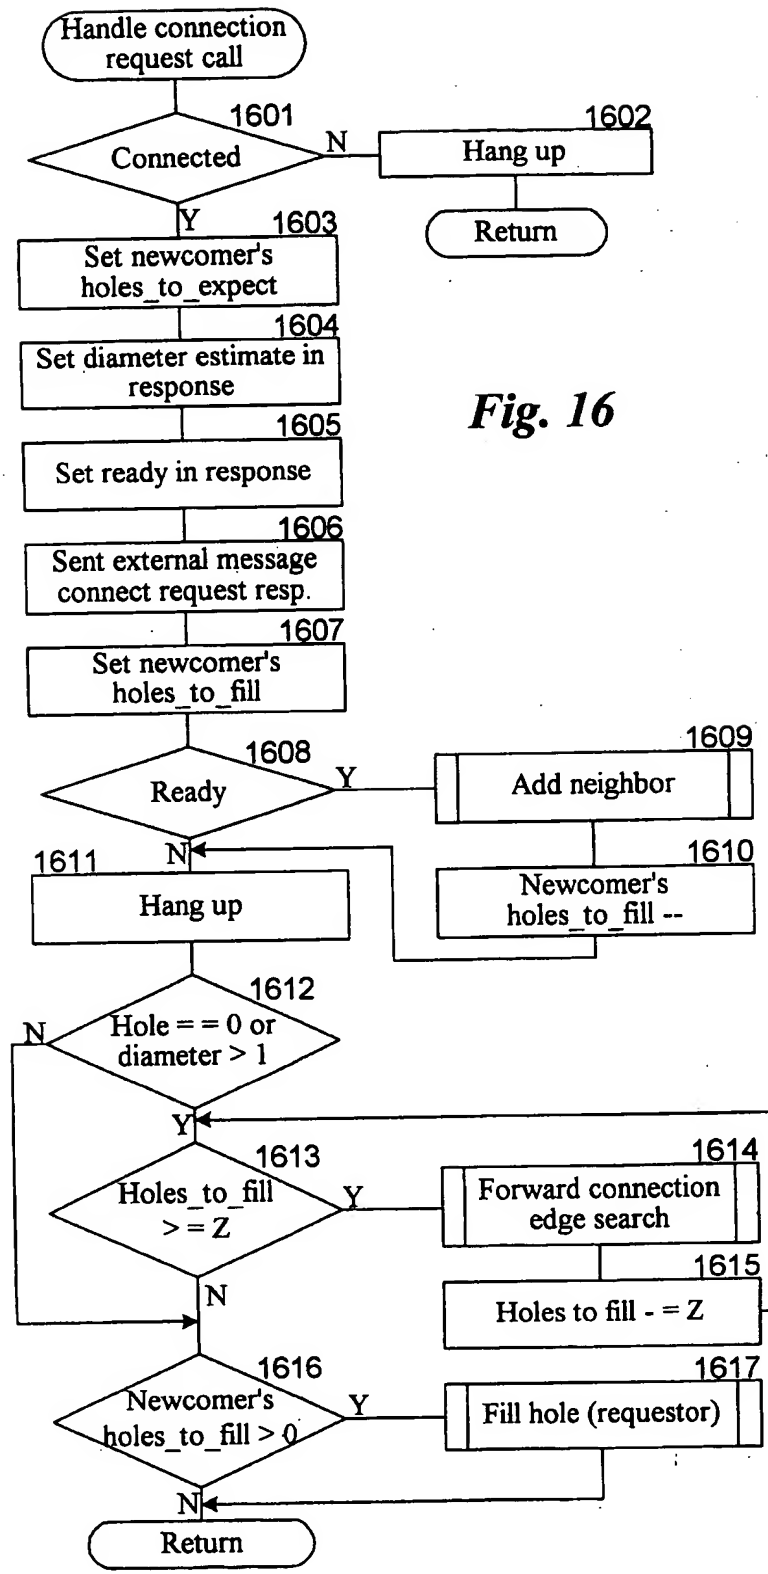 Handle connection
request call
1601
Connected
N
1602
Hang up
Return
Y
1603
Set newcomer's
holes_to_expect
1604
Set diameter estimate in
response
Fig. 16
1605
Set ready in response
1606
Sent external message
connect request resp.
1607
Set newcomer's
holes_to_fill
1608
Ready
Y
1609
Add neighbor
N
1610
Newcomer's
holes_to_fill --
1611
Hang up
1612
Hole = = 0 or
diameter > 1
N
Y
1613
Holes_to_fill
> = Z
Y
1614
Forward connection
edge search
1615
Holes to fill - = Z
N
1616
Newcomer's
holes_to_fill > 0
Y
1617
Fill hole (requestor)
N
Return